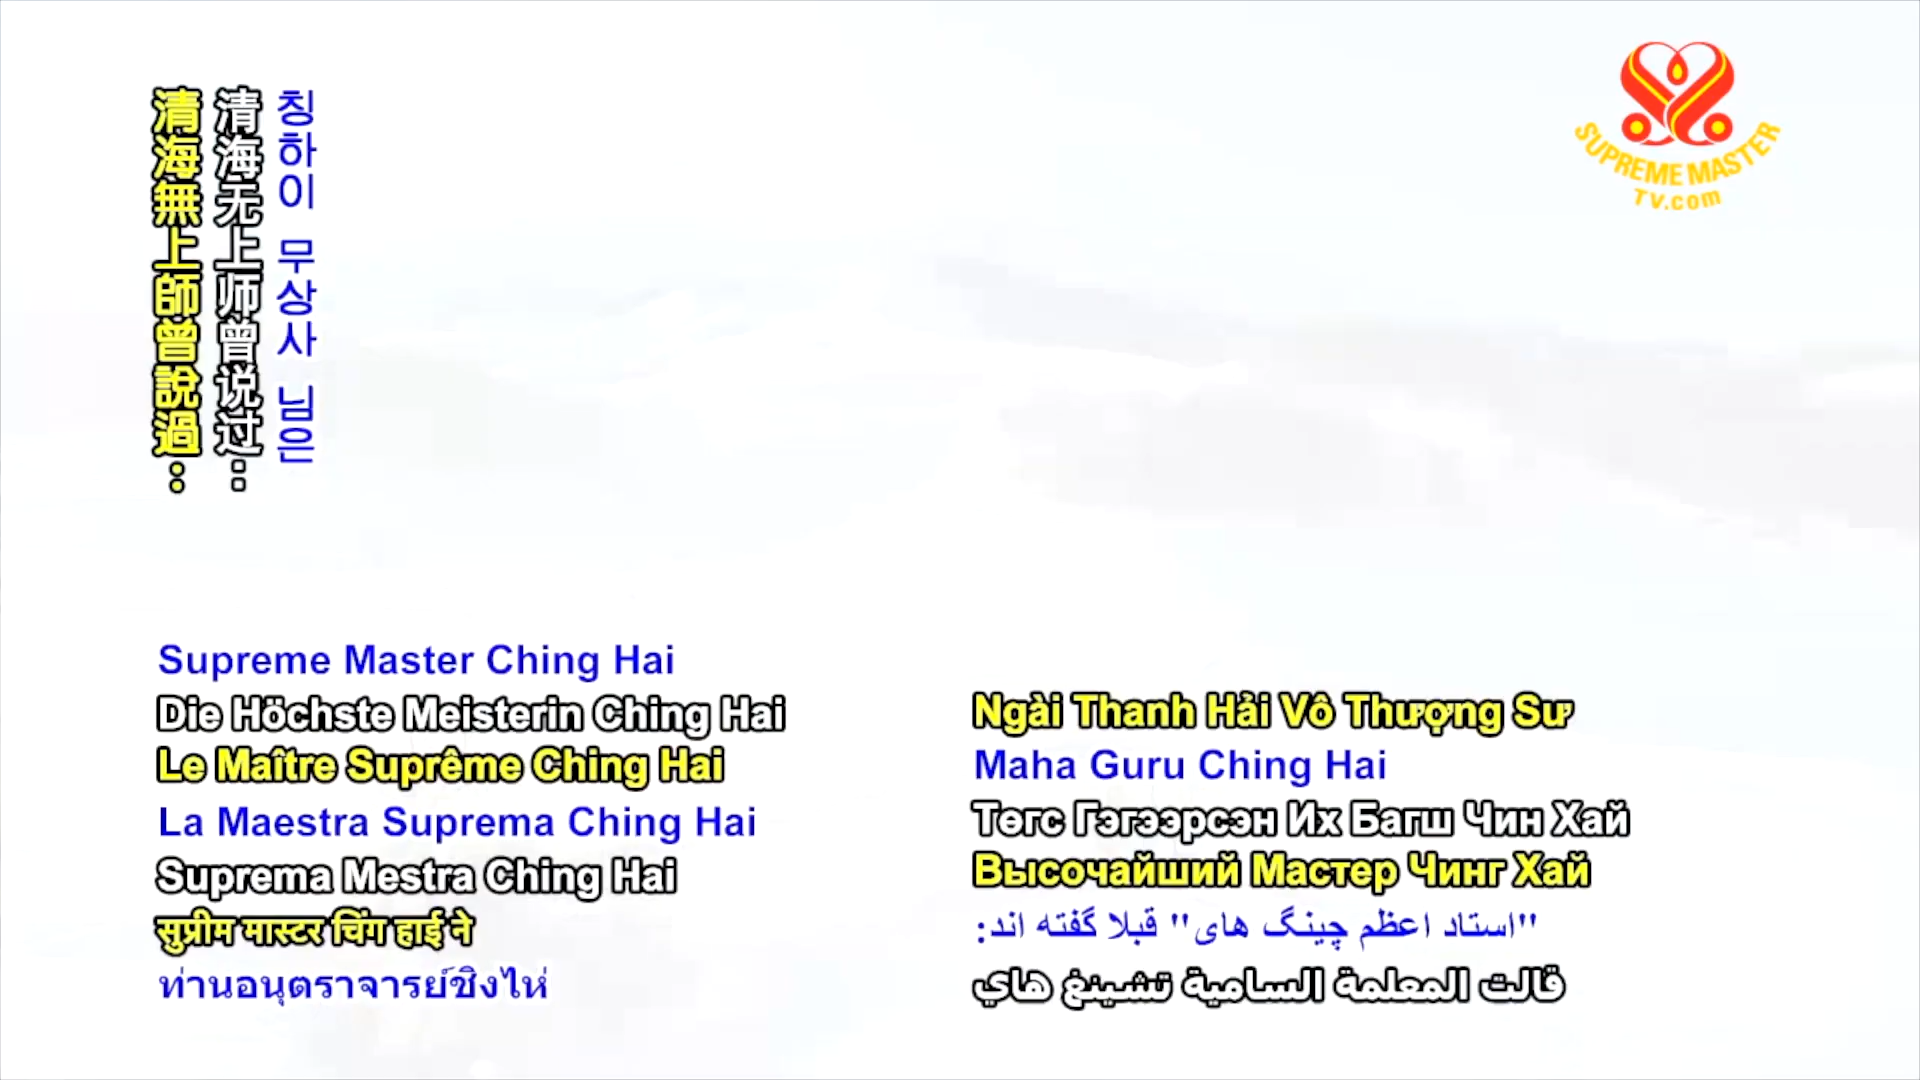 清海無上師曾說過：
清海无上师曾说过：
칭하이 무상사 님은
SUPREME MASTER
TV.com
Supreme Master Ching Hai
Die Höchste Meisterin Ching Hai
Le Maître Suprême Ching Hai
La Maestra Suprema Ching Hai
Suprema Mestra Ching Hai
सुप्रीम मास्टर चिंग हाई ने
ท่านอนุตราจารย์ชิงไห่
Ngài Thanh Hải Vô Thượng Sư
Maha Guru Ching Hai
Төгс Гэгээрсэн Их Багш Чин Хай
Высочайший Мастер Чинг Хай
"استاد اعظم چینگ های" قبلا گفته اند:
قالت المعلمة السامية تشينغ هاي